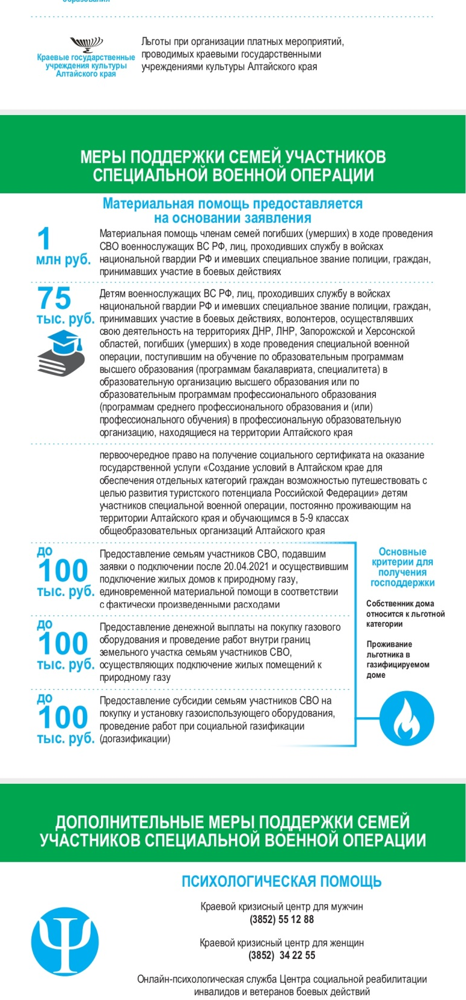 образования
Льготы при организации платных мероприятий,
проводимых краевыми государственными
учреждениями культуры Алтайского края
Краевые государственные
учреждения культуры
Алтайского края
МЕРЫ ПОДДЕРЖКИ СЕМЕЙ УЧАСТНИКОВ
СПЕЦИАЛЬНОЙ ВОЕННОЙ ОПЕРАЦИИ
Материальная помощь предоставляется
на основании заявления
1
млн руб.
Материальная помощь членам семей погибших (умерших) в ходе проведения
СВО военнослужащих ВС РФ, лиц, проходивших службу в войсках
национальной гвардии РФ и имевших специальное звание полиции, граждан,
принимавших участие в боевых действиях
75
тыс. руб.
Детям военнослужащих ВС РФ, лиц, проходивших службу в войсках
национальной гвардии РФ и имевших специальное звание полиции, граждан,
принимавших участие в боевых действиях, волонтеров, осуществлявших
свою деятельность на территориях ДНР, ЛНР, Запорожской и Херсонской
областей, погибших (умерших) в ходе проведения специальной военной
операции, поступившим на обучение по образовательным программам
высшего образования (программам бакалавриата, специалитета) в
образовательную организацию высшего образования или по
образовательным программам профессионального образования
(программам среднего профессионального образования и (или)
профессионального обучения) в профессиональную образовательную
организацию, находящиеся на территории Алтайского края
первоочередное право на получение социального сертификата на оказание
государственной услуги «Создание условий в Алтайском крае для
обеспечения отдельных категорий граждан возможностью путешествовать с
целью развития туристского потенциала Российской Федерации» детям
участников специальной военной операции, постоянно проживающим на
территории Алтайского края и обучающимся в 5-9 классах
общеобразовательных организаций Алтайского края
до
100
тыс. руб.
Предоставление семьям участников СВО, подавшим
заявки о подключении после 20.04.2021 и осуществившим
подключение жилых домов к природному газу,
единовременной материальной помощи в соответствии
с фактически произведенными расходами
до
100
тыс. руб.
Предоставление денежной выплаты на покупку газового
оборудования и проведение работ внутри границ
земельного участка семьям участников СВО,
осуществляющих подключение жилых помещений к
природному газу
до
100
тыс. руб.
Предоставление субсидии семьям участников СВО на
покупку и установку газоиспользующего оборудования,
проведение работ при социальной газификации
(догазификации)
Основные
критерии для
получения
господдержки
Собственник дома
относится к льготной
категории
Проживание
льготника в
газифицируемом
доме
ДОПОЛНИТЕЛЬНЫЕ МЕРЫ ПОДДЕРЖКИ СЕМЕЙ
УЧАСТНИКОВ СПЕЦИАЛЬНОЙ ВОЕННОЙ ОПЕРАЦИИ
ПСИХОЛОГИЧЕСКАЯ ПОМОЩЬ
Краевой кризисный центр для мужчин
(3852) 55 12 88
Краевой кризисный центр для женщин
(3852) 34 22 55
Онлайн-психологическая служба Центра социальной реабилитации
инвалидов и ветеранов боевых действий